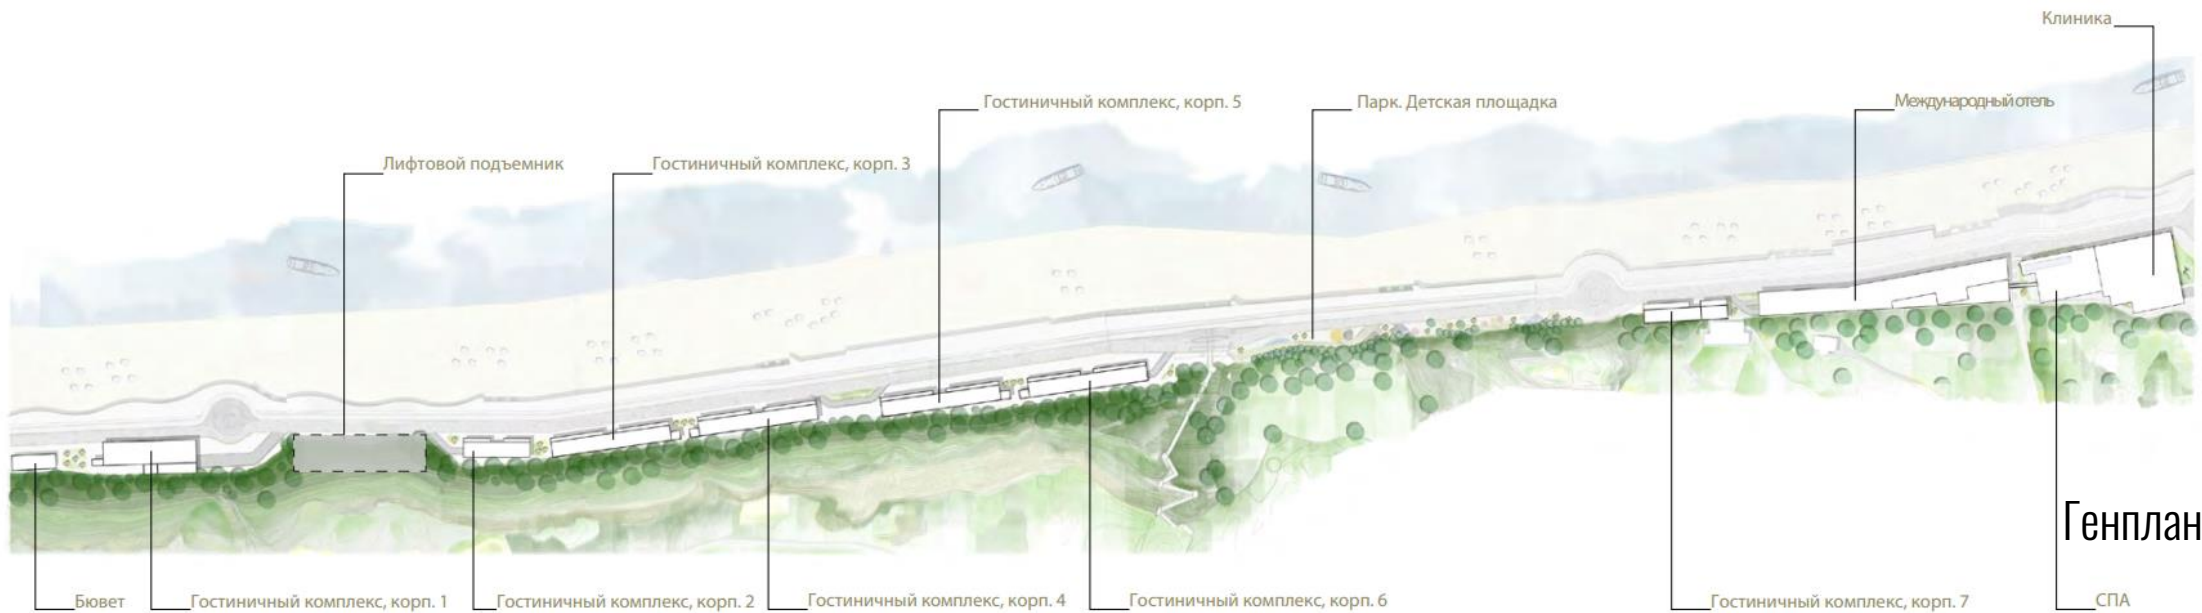 Клиника
Гостиничный комплекс, корп. 5
Парк. Детская площадка
Международный отель
Лифтовой подъемник
Гостиничный комплекс, корп. 3
Генплан
Бювет
Гостиничный комплекс, корп. 1
Гостиничный комплекс, корп. 2
Гостиничный комплекс, корп. 4
Гостиничный комплекс, корп. 6
Гостиничный комплекс, корп. 7
СПА